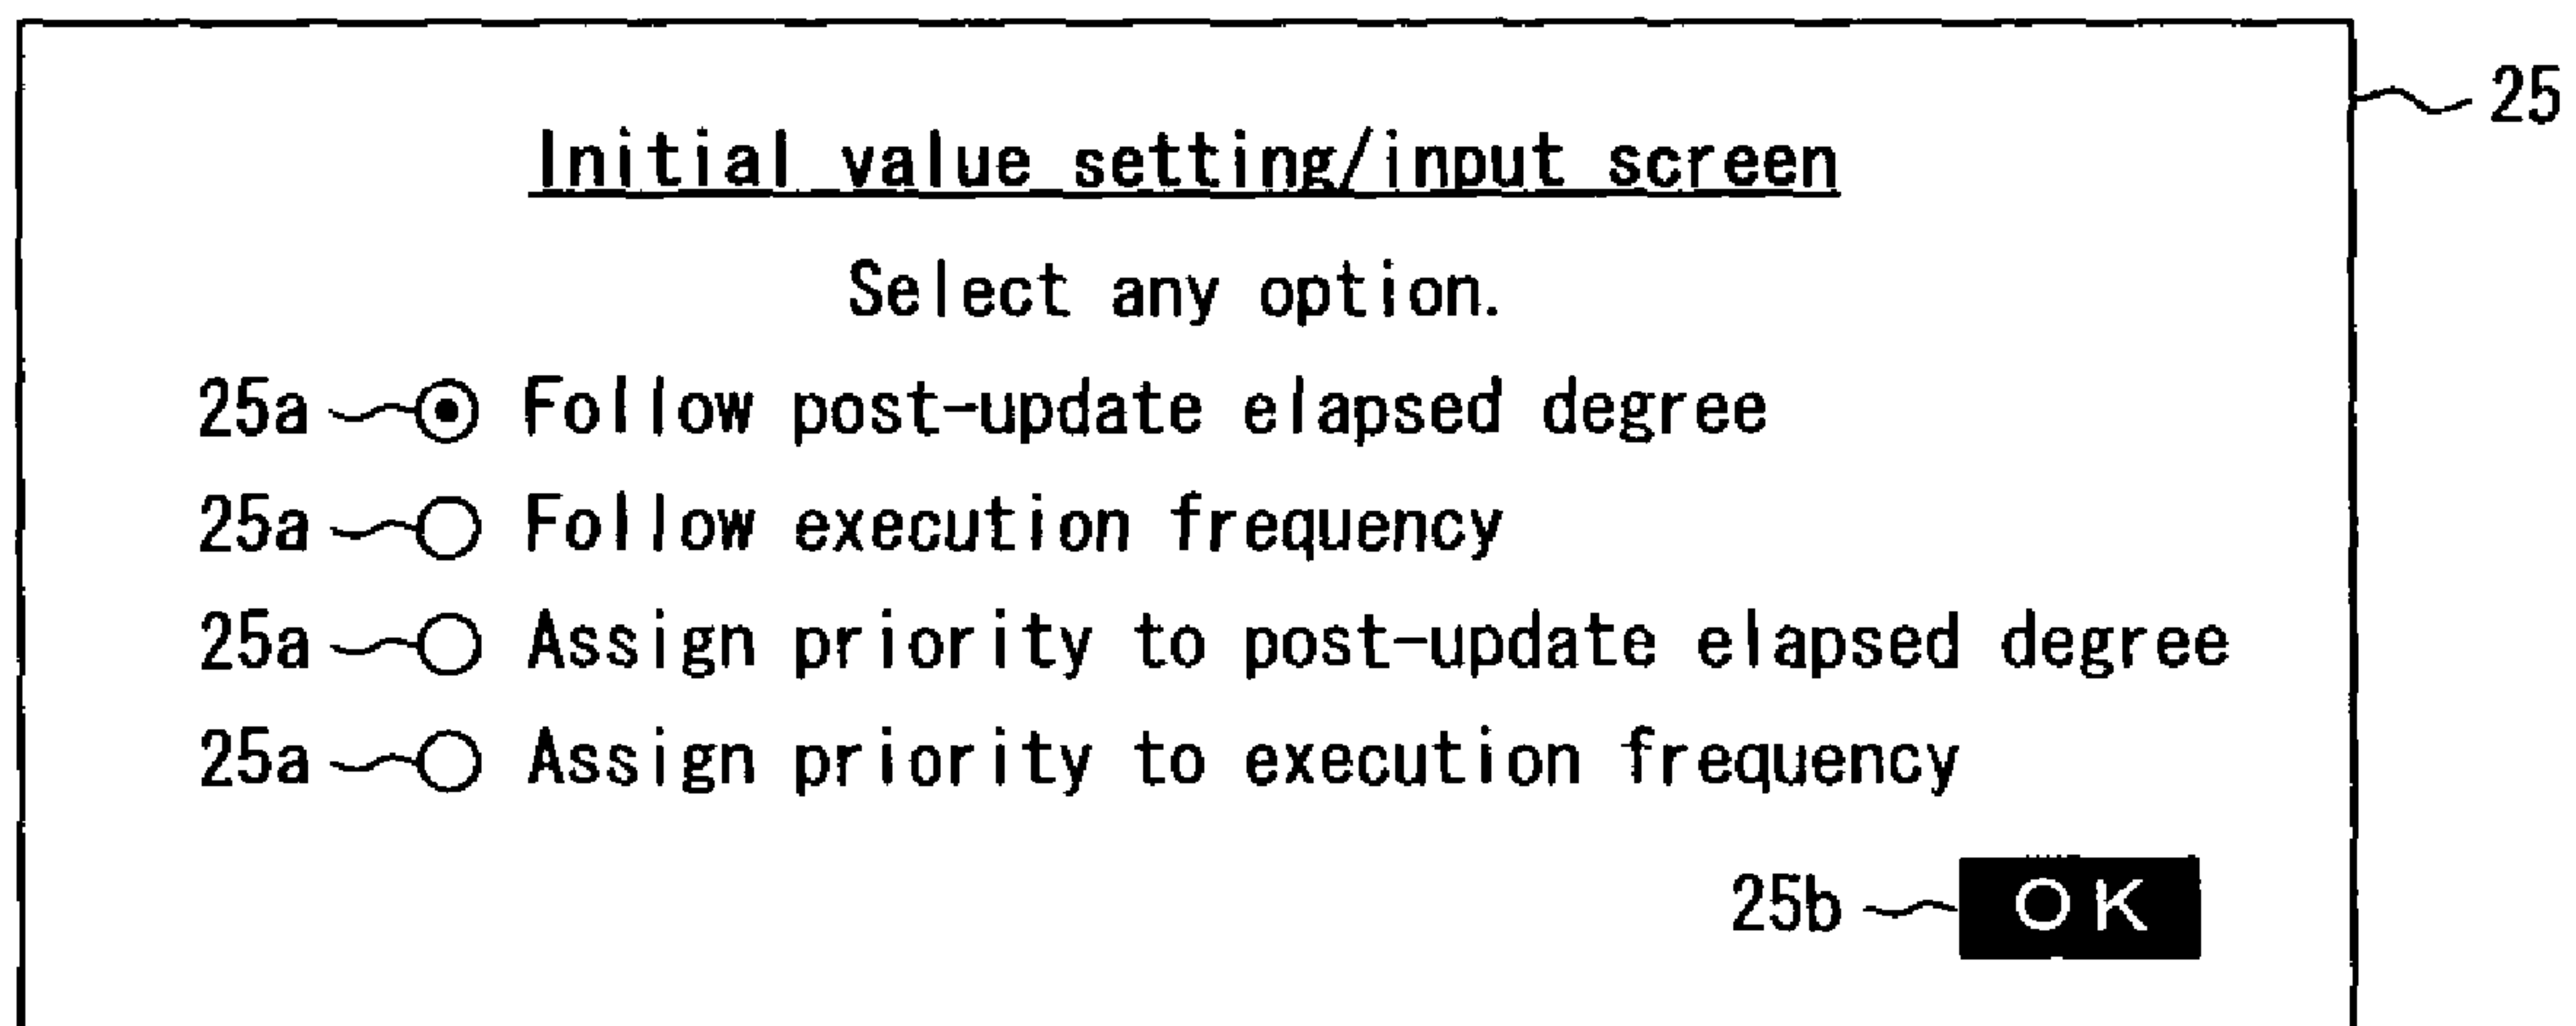 25
Initial value setting/input screen
Select any option.
25a Follow post-update elapsed degree
25a Follow execution frequency
25a Assign priority to post-update elapsed degree
25a Assign priority to execution frequency
25b OK